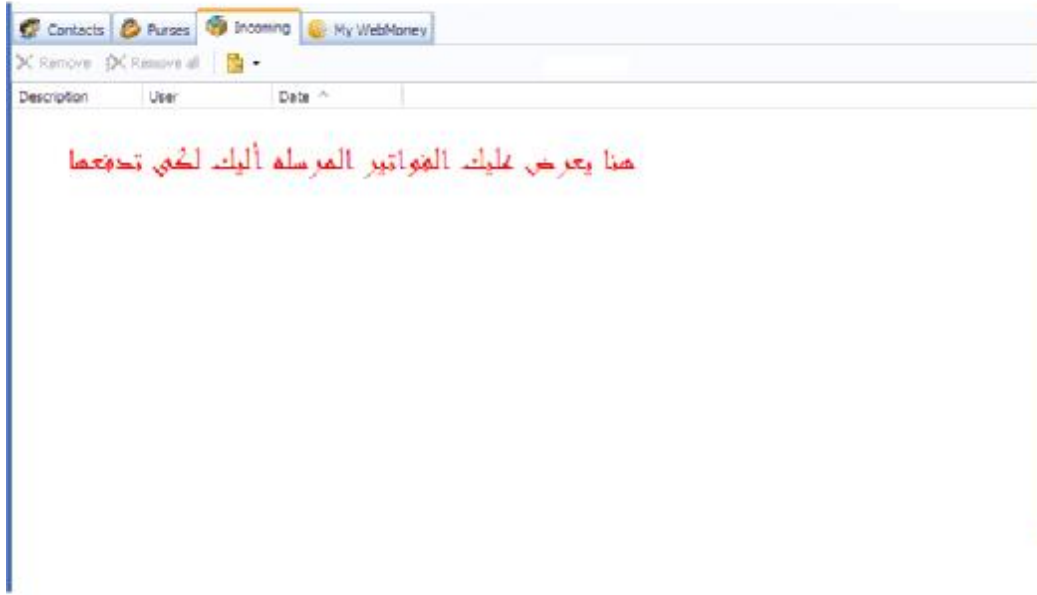 Contacts Purses Incoming My WebMoney
Remove Remove all
Description User Date
هنا يعرض عليك الفواتير المرسله أليك لكي تدفعها